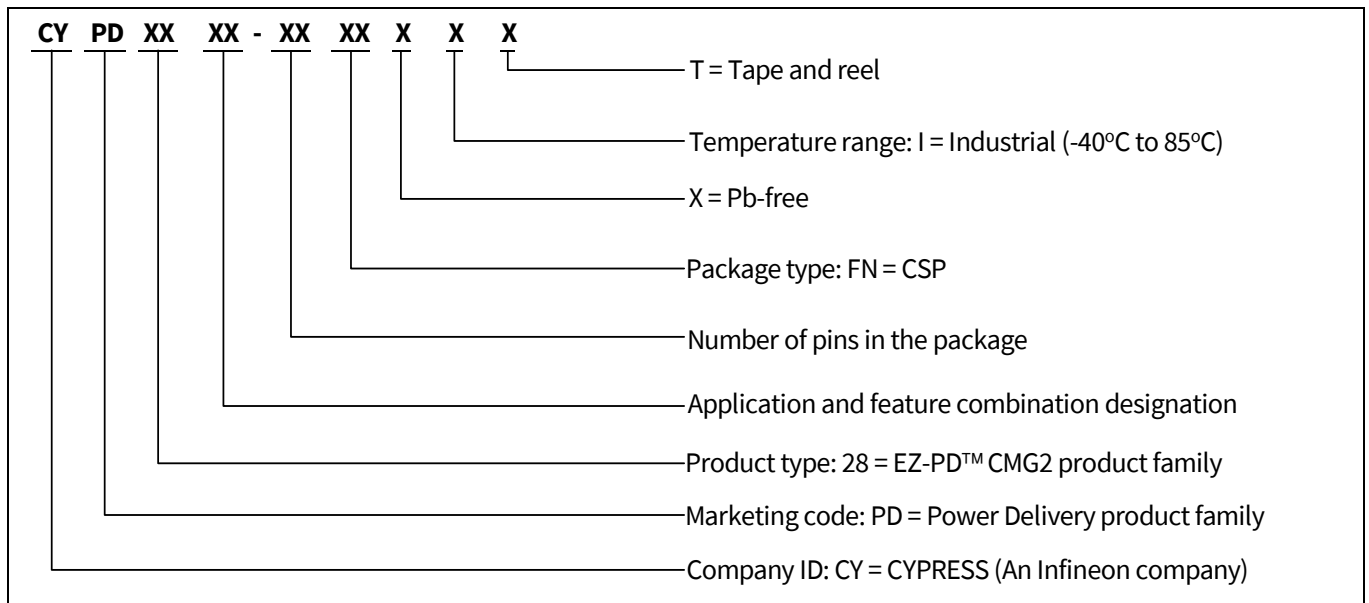 CY PD XX XX - XX XX X X X
T = Tape and reel
Temperature range: I = Industrial (-40ºC to 85ºC)
X = Pb-free
Package type: FN = CSP
Number of pins in the package
Application and feature combination designation
Product type: 28 = EZ-PD™ CMG2 product family
Marketing code: PD = Power Delivery product family
Company ID: CY = CYPRESS (An Infineon company)